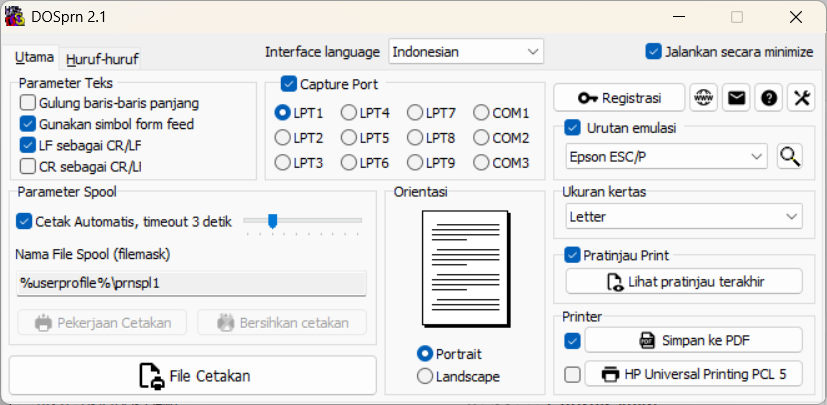 DOSprn 2.1
Utama
Huruf-huruf
Interface language
Indonesian
Jalankan secara minimize
Parameter Teks
Gulung baris-baris panjang
Gunakan simbol form feed
LF sebagai CR/LF
CR sebagai CR/LI
Capture Port
LPT1 LPT4 LPT7 COM1
LPT2 LPT5 LPT8 COM2
LPT3 LPT6 LPT9 COM3
Registrasi
WWW
Urutan emulasi
Epson ESC/P
Parameter Spool
Cetak Automatis, timeout 3 detik
Nama File Spool (filemask)
%userprofile%\prnspl1
Pekerjaan Cetakan
Bersihkan cetakan
File Cetakan
Orientasi
Portrait
Landscape
Ukuran kertas
Letter
Pratinjau Print
Lihat pratinjau terakhir
Printer
PDF
Simpan ke PDF
HP Universal Printing PCL 5